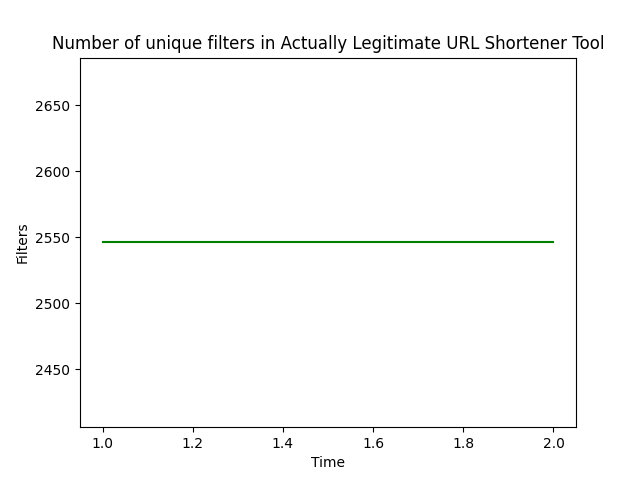 Number of unique filters in Actually Legitimate URL Shortener Tool
2650
2600
2550
2500
2450
Filters
1.0 1.2 1.4 1.6 1.8 2.0
Time